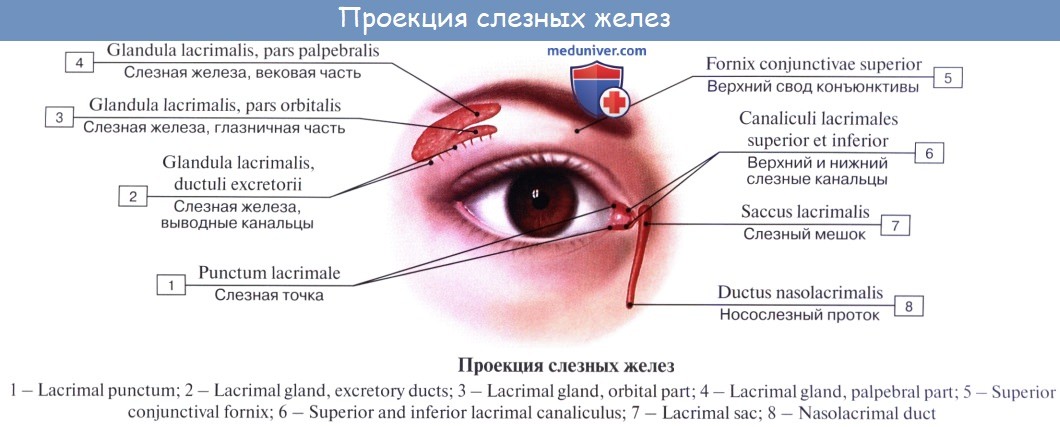 Проекция слезных желез
meduniver.com
4
Glandula lacrimalis, pars palpebralis
Слезная железа, вековая часть
3
Glandula lacrimalis, pars orbitalis
Слезная железа, глазничная часть
2
Glandula lacrimalis,
ductuli excretorii
Слезная железа,
выводные канальцы
1
Punctum lacrimale
Слезная точка
Fornix conjunctivae superior
Верхний свод конъюнктивы
5
Canaliculi lacrimales
superior et inferior
Верхний и нижний
слезные канальцы
6
Saccus lacrimalis
Слезный мешок
7
Ductus nasolacrimalis
Носослезный проток
8
Проекция слезных желез
1 – Lacrimal punctum; 2 – Lacrimal gland, excretory ducts; 3 – Lacrimal gland, orbital part; 4 – Lacrimal gland, palpebral part; 5 – Superior
conjunctival fornix; 6 – Superior and inferior lacrimal canaliculus; 7 – Lacrimal sac; 8 – Nasolacrimal duct